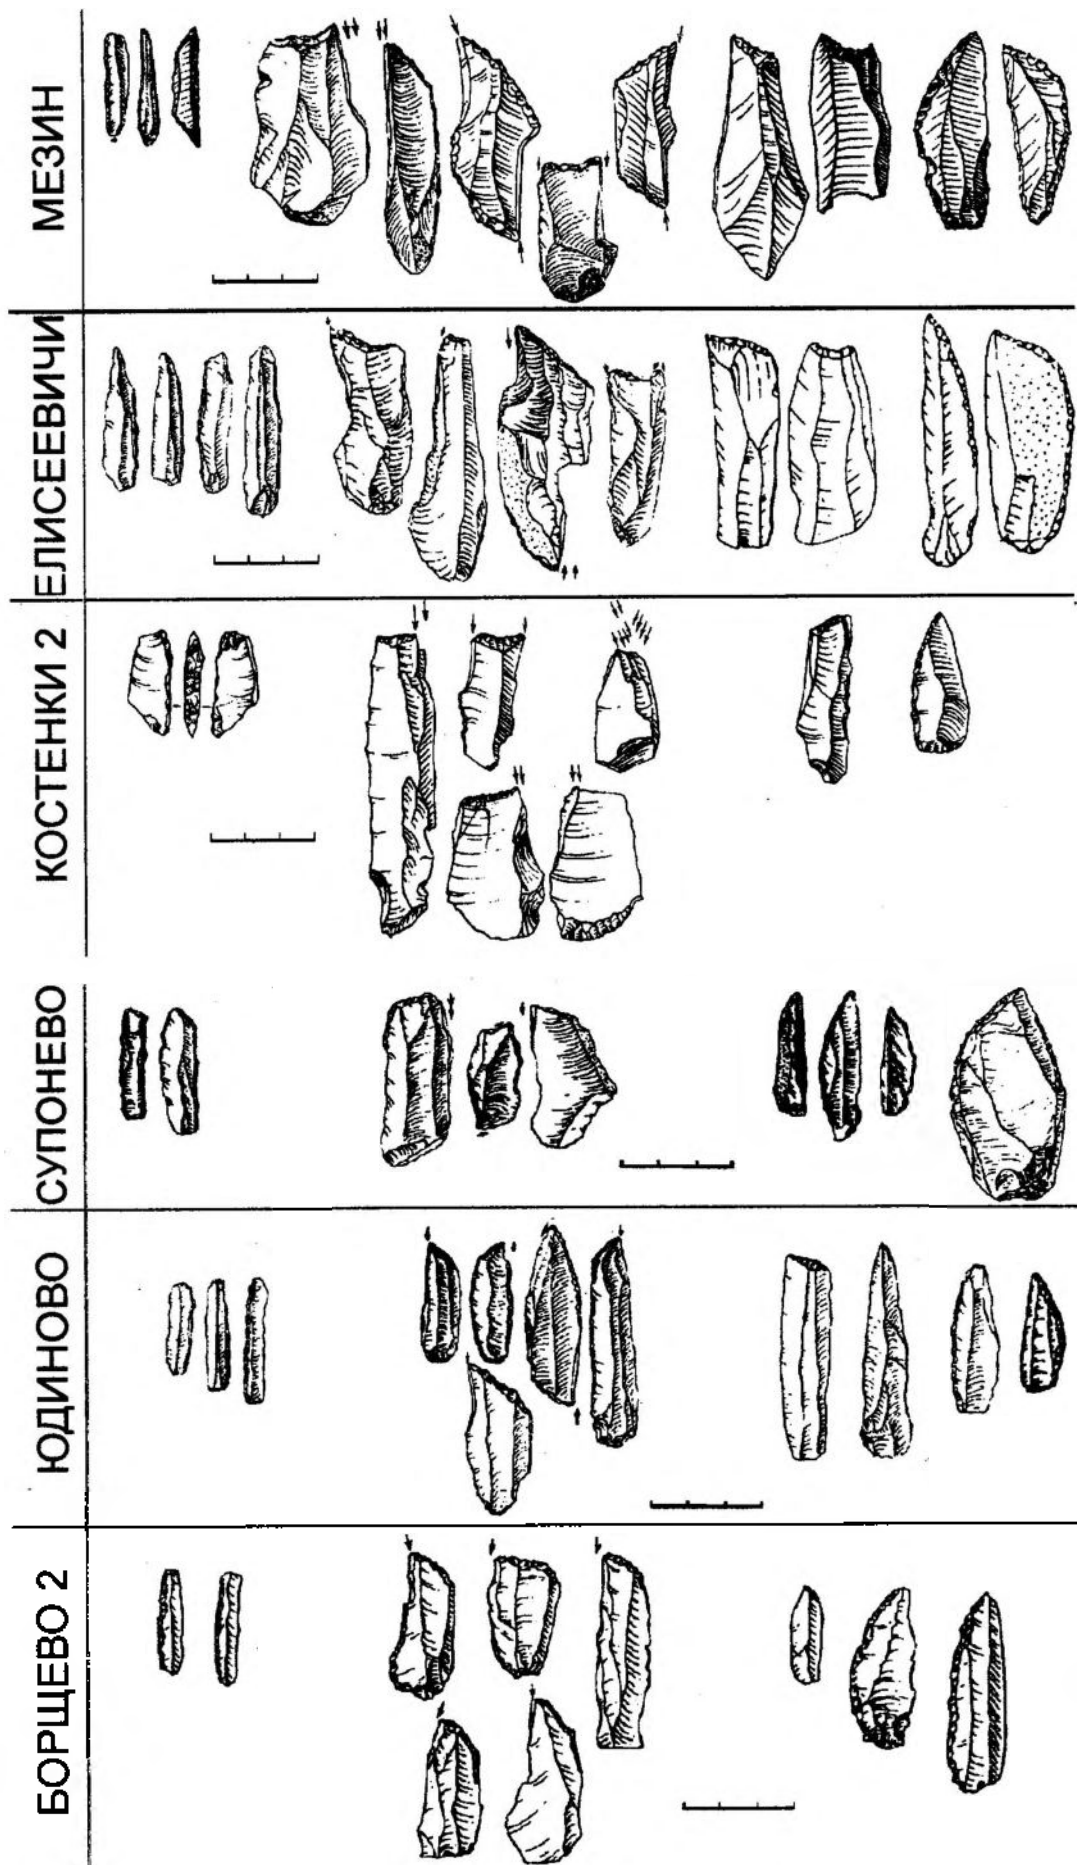 МЕЗИН
ЕЛИСЕЕВИЧИ
КОСТЕНКИ 2
СУПОНЕВО
ЮДИНОВО
БОРЩЕВО 2